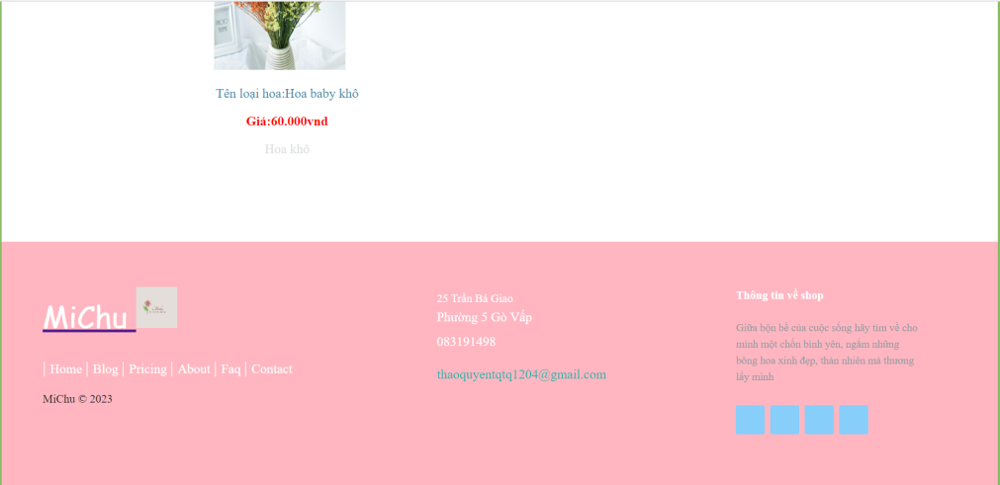 Tên loại hoa:Hoa baby khô
Giá:60.000vnd
Hoa khô
MiChu
| Home | Blog | Pricing | About | Faq | Contact
MiChu © 2023
25 Trần Bá Giao
Phường 5 Gò Vấp
083191498
thaoquyentqtq1204@gmail.com
Thông tin về shop
Giữa bộn bề của cuộc sống hãy tìm về cho
mình một chốn bình yên, ngắm những
bông hoa xinh đẹp, thản nhiên mà thương
lấy mình